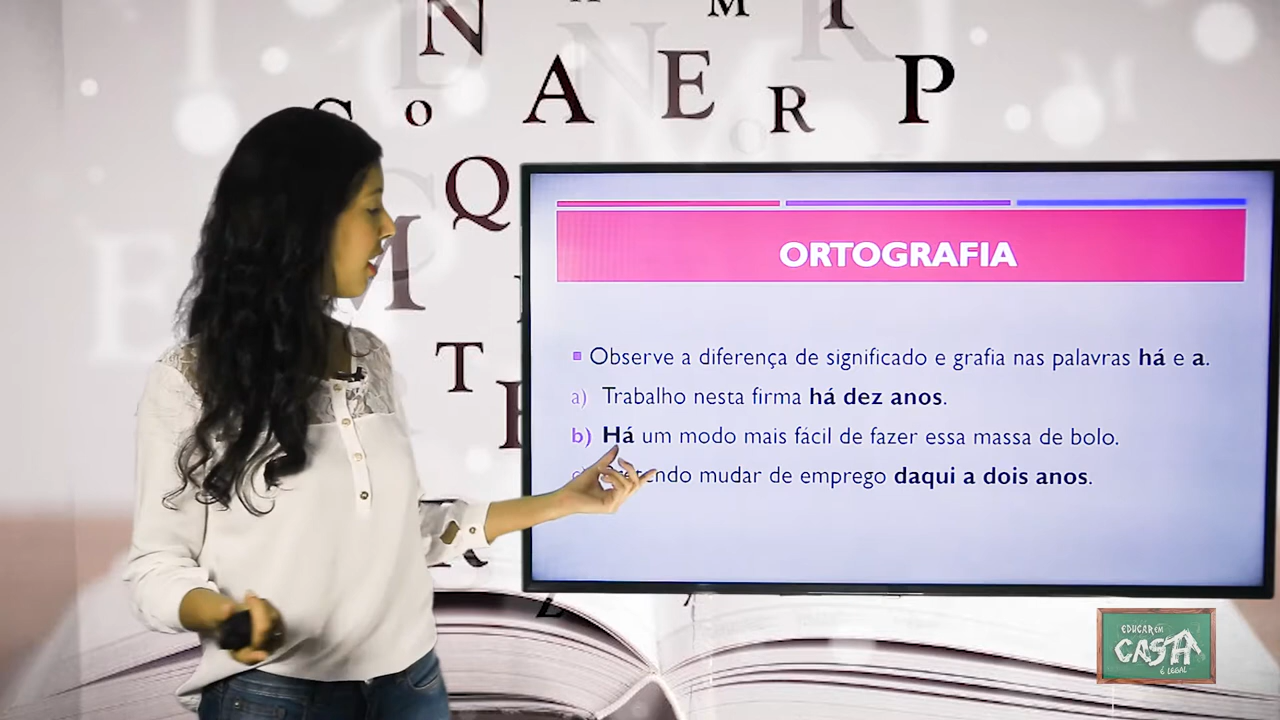 ORTOGRAFIA
Observe a diferença de significado e grafia nas palavras há e a.
a) Trabalho nesta firma há dez anos.
b) Há um modo mais fácil de fazer essa massa de bolo.
c) Pretendo mudar de emprego daqui a dois anos.
EDUCAR EM
CASA
É LEGAL